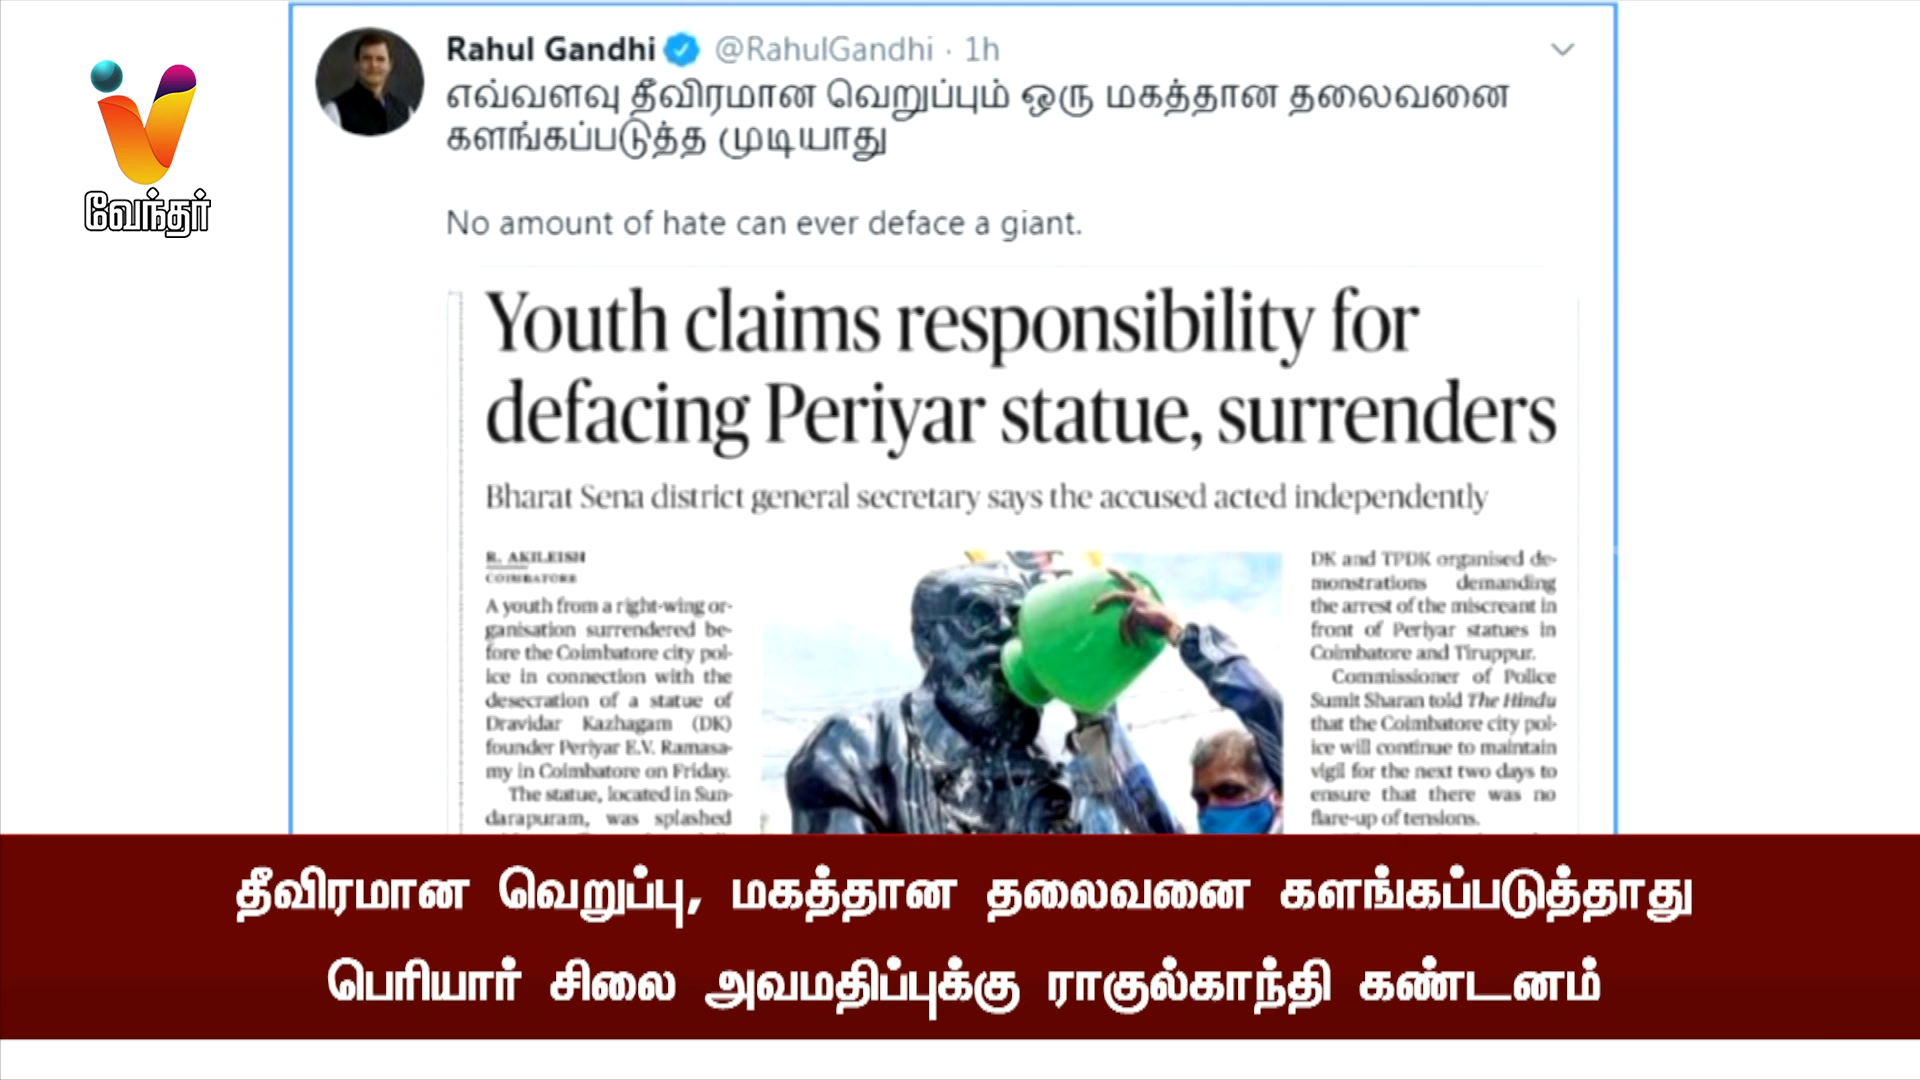 வேந்தர்
Rahul Gandhi @RahulGandhi · 1h
எவ்வளவு தீவிரமான வெறுப்பும் ஒரு மகத்தான தலைவனை
களங்கப்படுத்த முடியாது
No amount of hate can ever deface a giant.
Youth claims responsibility for
defacing Periyar statue, surrenders
Bharat Sena district general secretary says the accused acted independently
R. AKILEISH
COIMBATORE
A youth from a right-wing or-
ganisation surrendered be-
fore the Coimbatore city pol-
ice in connection with the
desecration of a statue of
Dravidar Kazhagam (DK)
founder Periyar E.V. Ramasa-
my in Coimbatore on Friday.
The statue, located in Sun-
darapuram, was splashed
DK and TPDK organised de-
monstrations demanding
the arrest of the miscreant in
front of Periyar statues in
Coimbatore and Tiruppur.
Commissioner of Police
Sumit Sharan told The Hindu
that the Coimbatore city pol-
ice will continue to maintain
vigil for the next two days to
ensure that there was no
flare-up of tensions.
தீவிரமான வெறுப்பு, மகத்தான தலைவனை களங்கப்படுத்தாது
பெரியார் சிலை அவமதிப்புக்கு ராகுல்காந்தி கண்டனம்